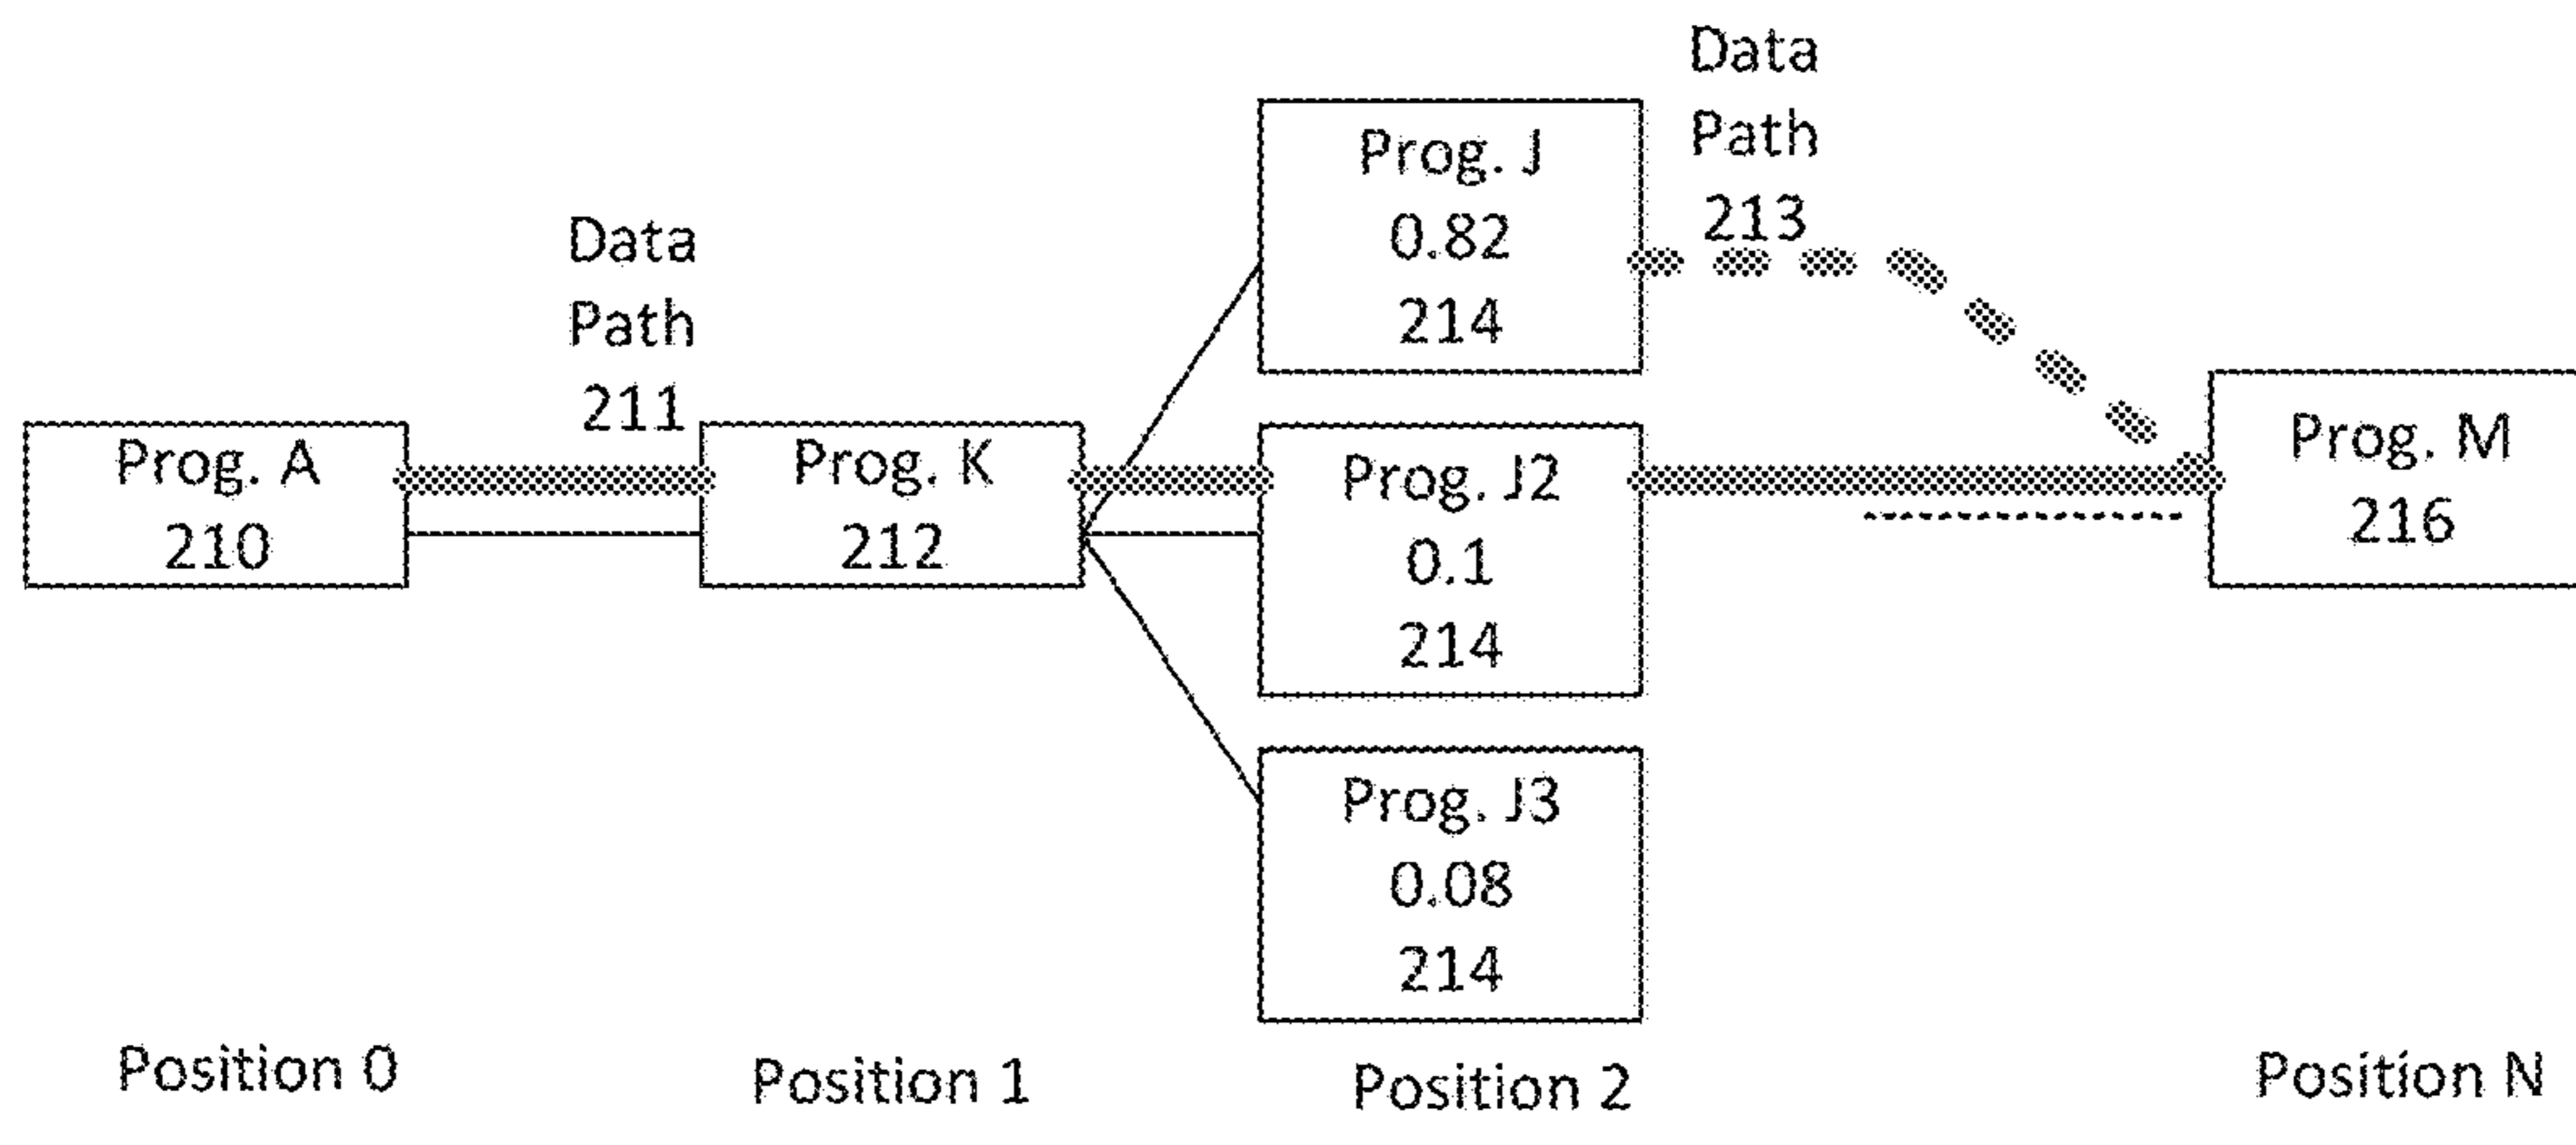 Data
Path
213
Data
Path
211
Prog. A
210
Prog. K
212
Prog. J
0.82
214
Prog. J2
0.1
214
Prog. J3
0.08
214
Prog. M
216
Position 0
Position 1
Position 2
Position N